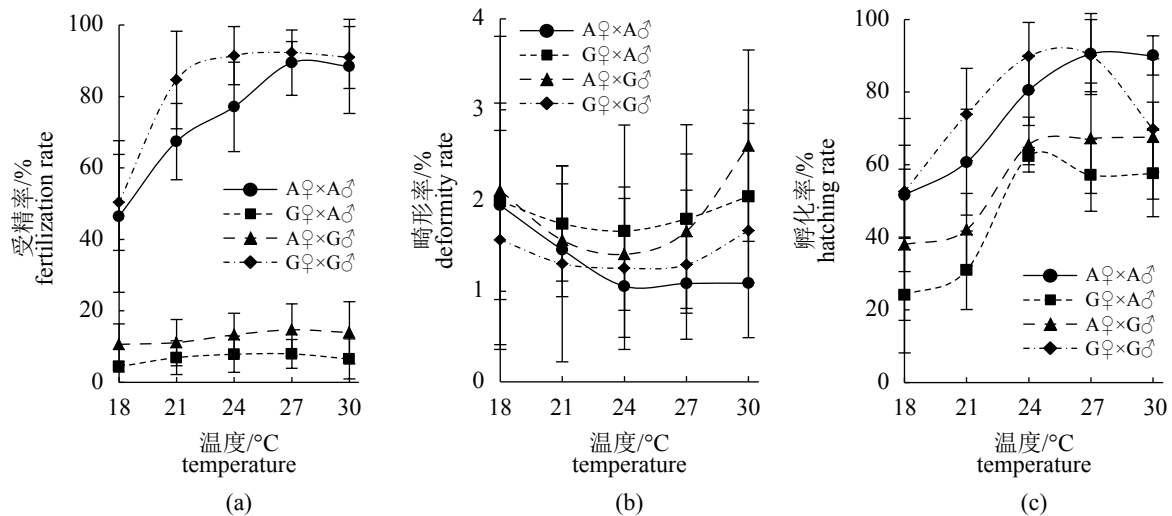 100
80
60
40
20
0
受精率/%
fertilization rate
A♀×A♂
G♀×A♂
A♀×G♂
G♀×G♂
18 21 24 27 30
温度/°C
temperature
(a)
4
3
2
1
0
畸形率/%
deformity rate
A♀×A♂
G♀×A♂
A♀×G♂
G♀×G♂
18 21 24 27 30
温度/°C
temperature
(b)
100
80
60
40
20
0
孵化率/%
hatching rate
A♀×A♂
G♀×A♂
A♀×G♂
G♀×G♂
18 21 24 27 30
温度/°C
temperature
(c)